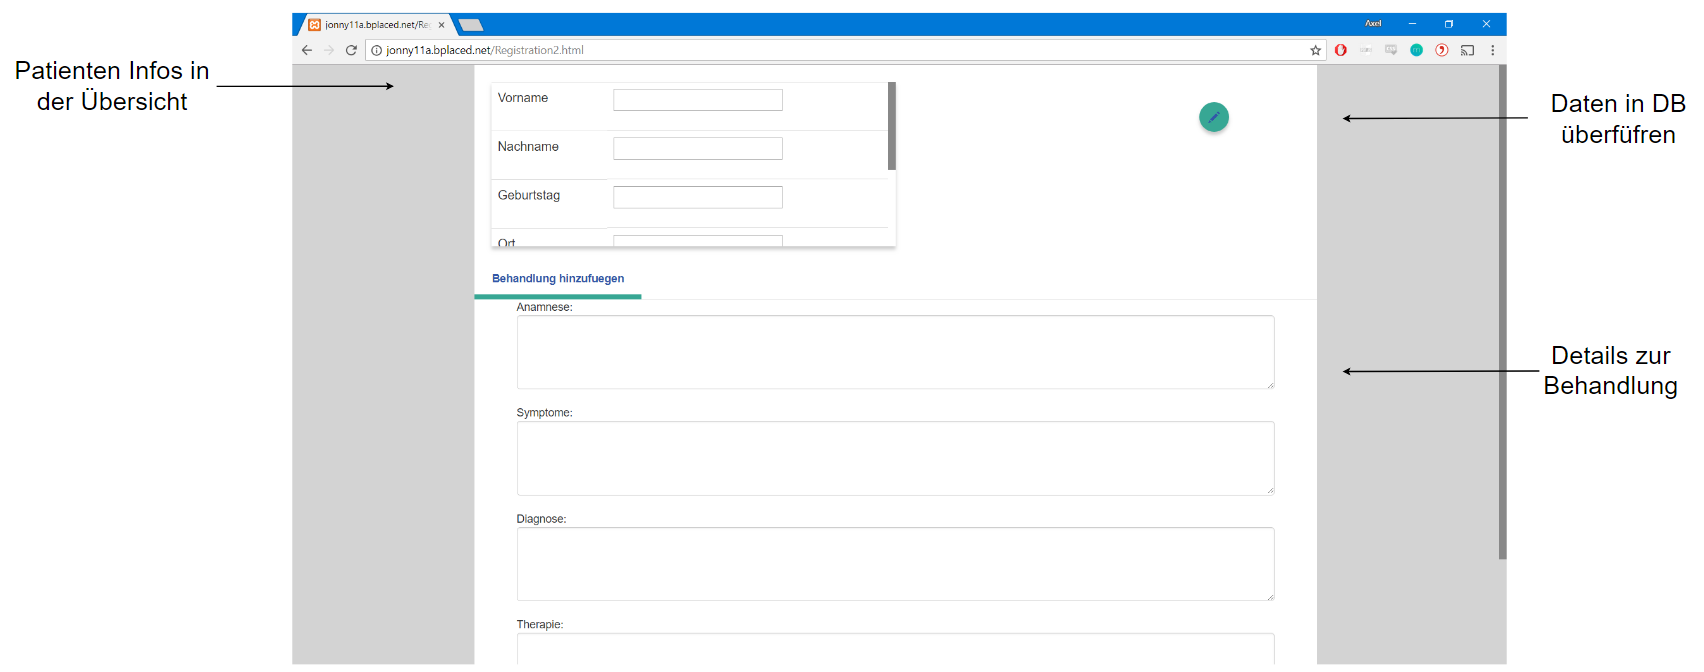 jonny11a.bplaced.net/Re
Axel
jonny11a.bplaced.net/Registration2.html
Patienten Infos in
der Übersicht
Vorname
Nachname
Geburtstag
Ort
Daten in DB
überfüfren
Behandlung hinzufuegen
Anamnese:
Details zur
Behandlung
Symptome:
Diagnose:
Therapie: